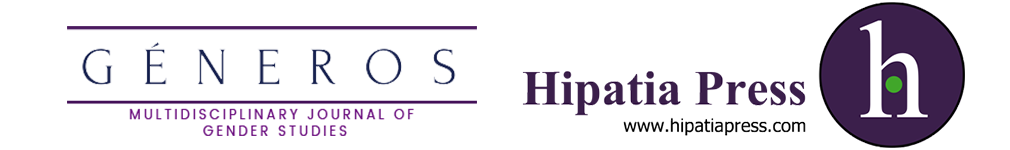 GÉNEROS
MULTIDISCIPLINARY JOURNAL OF
GENDER STUDIES
Hipatia Press
www.hipatiapress.com
h